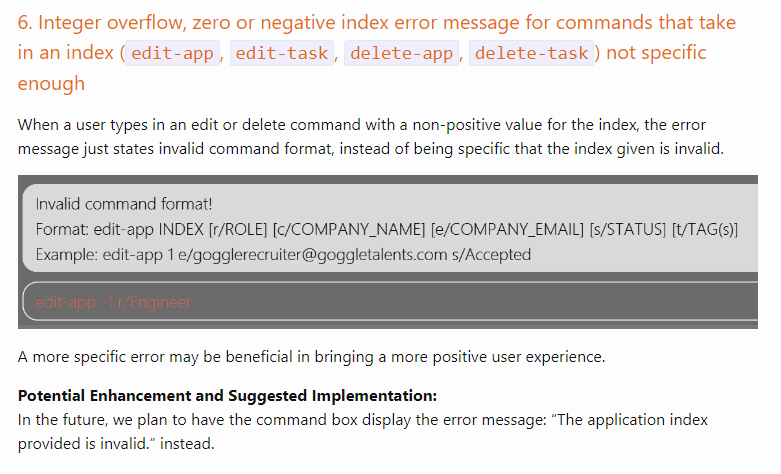 6. Integer overflow, zero or negative index error message for commands that take
in an index ( edit-app , edit-task , delete-app , delete-task ) not specific
enough
When a user types in an edit or delete command with a non-positive value for the index, the error
message just states invalid command format, instead of being specific that the index given is invalid.
Invalid command format!
Format: edit-app INDEX [r/ROLE] [c/COMPANY_NAME] [e/COMPANY_EMAIL] [s/STATUS] [t/TAG(s)]
Example: edit-app 1 e/gogglerecruiter@goggletalents.com s/Accepted
edit-app -1 r/Engineer
A more specific error may be beneficial in bringing a more positive user experience.
Potential Enhancement and Suggested Implementation:
In the future, we plan to have the command box display the error message: “The application index
provided is invalid.” instead.